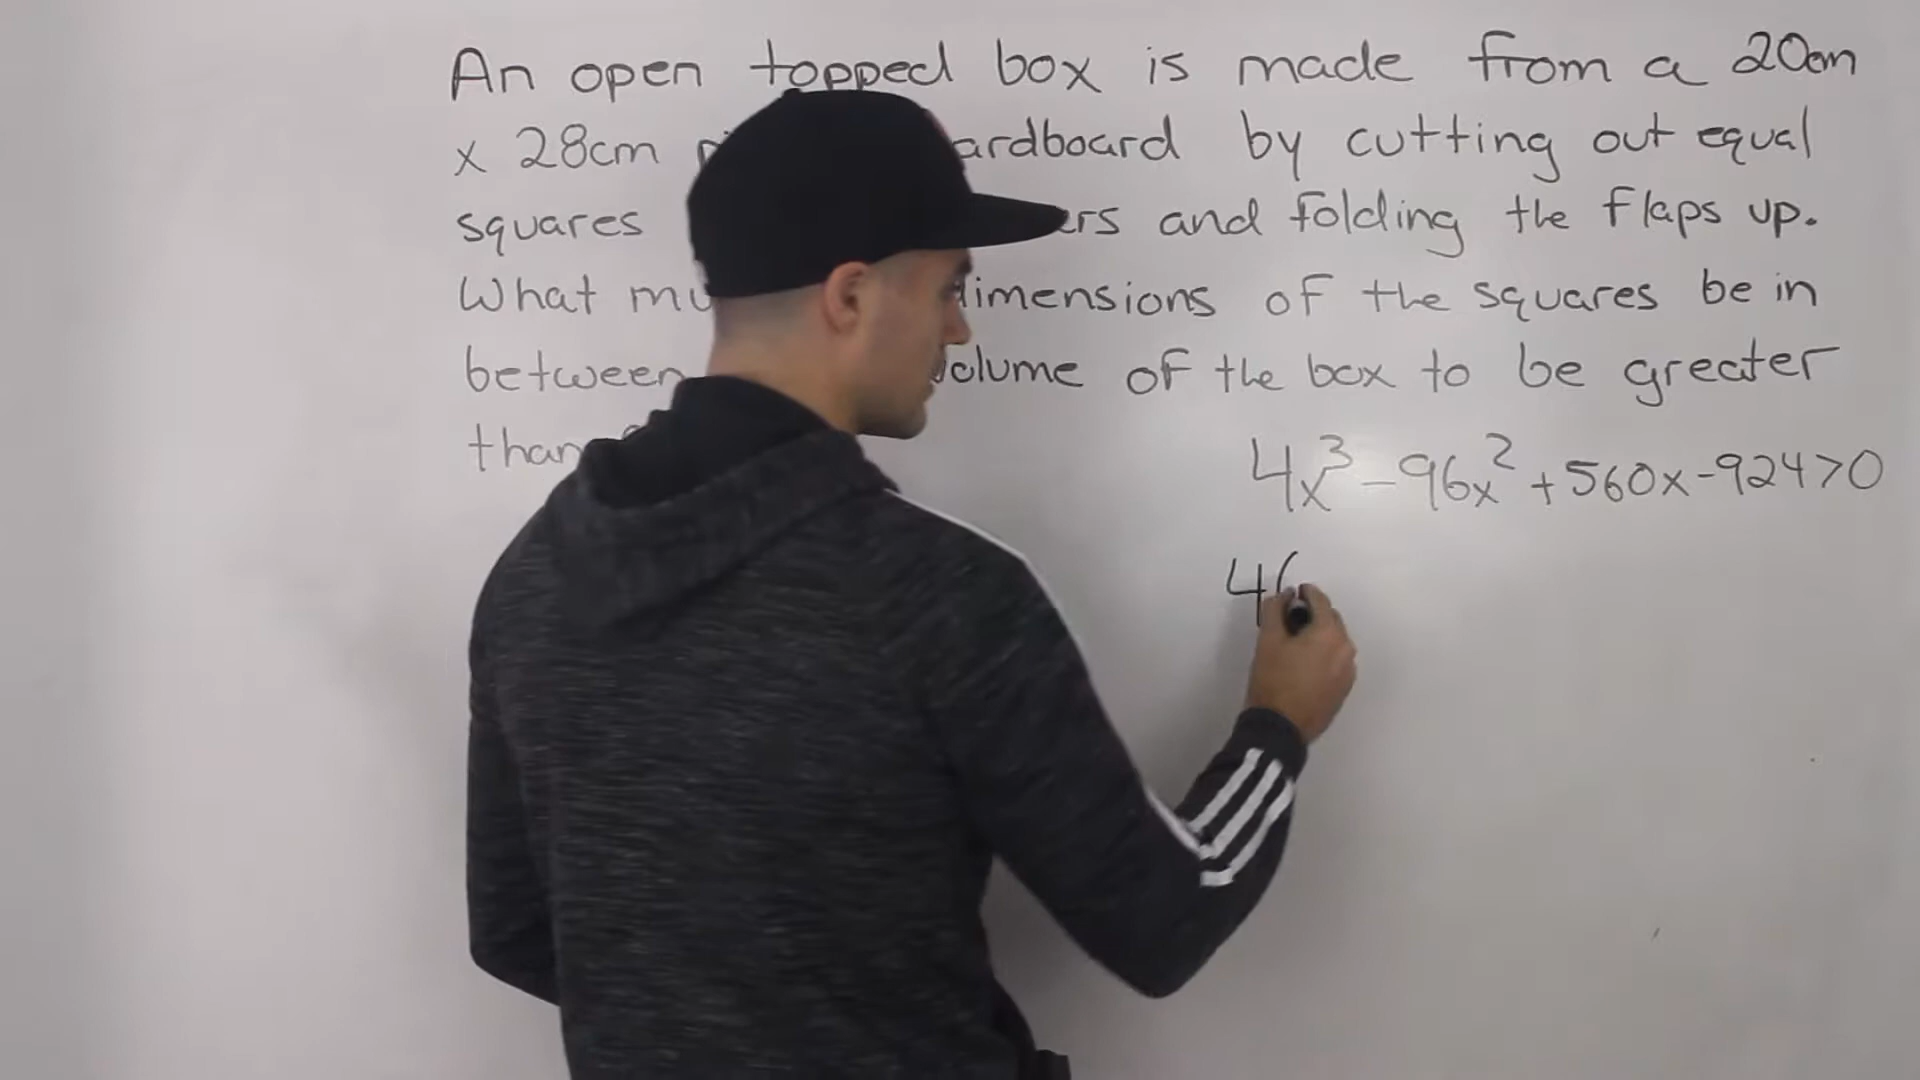 An open topped box is made from a 20cm
x 28cm ardboard by cutting out equal
squares ers and folding the flaps up.
What mu dimensions of the squares be in
between volume of the box to be greater
than
4x³ - 96x² + 560x - 924 > 0
4(